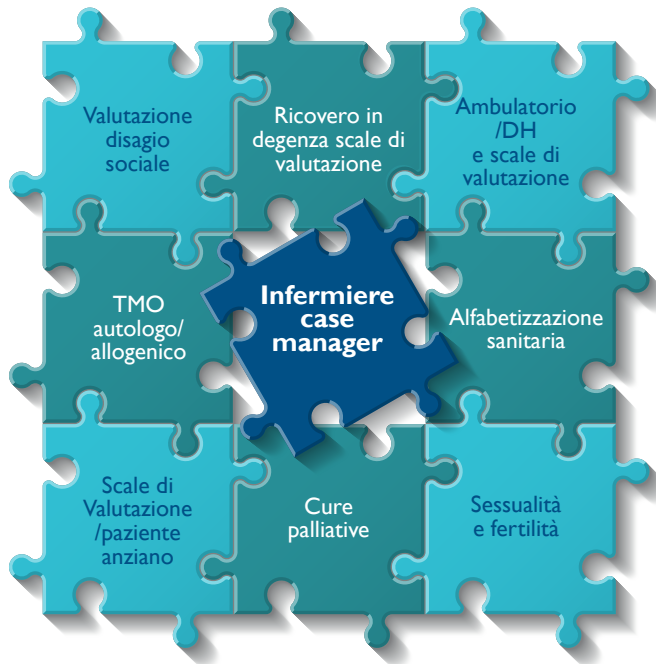 Valutazione
disagio
sociale
Ricovero in
degenza scale di
valutazione
Ambulatorio
/DH
e scale di
valutazione
TMO
autologo/
allogenico
Infermiere
case
manager
Alfabetizzazione
sanitaria
Scale di
Valutazione
/paziente
anziano
Cure
palliative
Sessualità
e fertilità